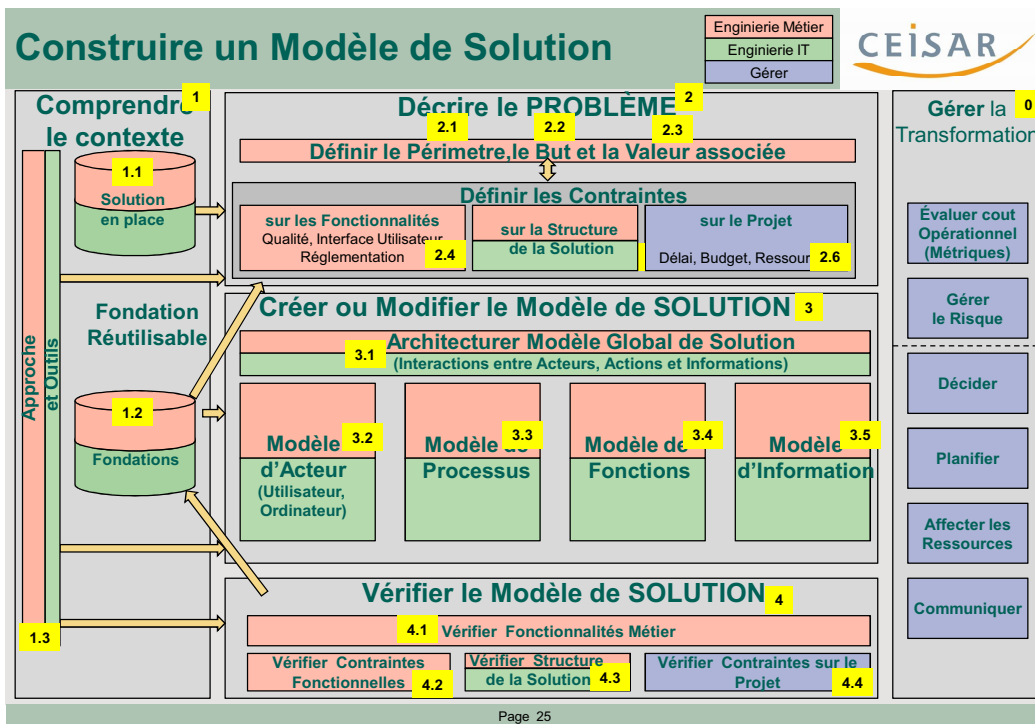 Construire un Modèle de Solution
Enginierie Métier
Enginierie IT
Gérer
CEISAR
Comprendre 1
le contexte
1.1
Solution
en place
Fondation
Réutilisable
Approche
et Outils
1.2
Fondations
1.3
Décrire le PROBLÈME 2
2.1 2.2 2.3
Définir le Périmetre,le But et la Valeur associée
Définir les Contraintes
sur les Fonctionnalités
Qualité, Interface Utilisateur
Réglementation
2.4
sur la Structure
de la Solution
sur le Projet
Délai, Budget, Ressour
2.6
Créer ou Modifier le Modèle de SOLUTION 3
3.1
Architecturer Modèle Global de Solution
(Interactions entre Acteurs, Actions et Informations)
Modèle 3.2
d'Acteur
(Utilisateur,
Ordinateur)
Modèle de 3.3
Processus
Modèle de 3.4
Fonctions
Modèle 3.5
d'Information
Vérifier le Modèle de SOLUTION 4
4.1 Vérifier Fonctionnalités Métier
Vérifier Contraintes
Fonctionnelles 4.2
Vérifier Structure
de la Solution 4.3
Vérifier Contraintes sur le
Projet 4.4
Gérer la 0
Transformation
Évaluer cout
Opérationnel
(Métriques)
Gérer
le Risque
Décider
Planifier
Affecter les
Ressources
Communiquer
Page 25